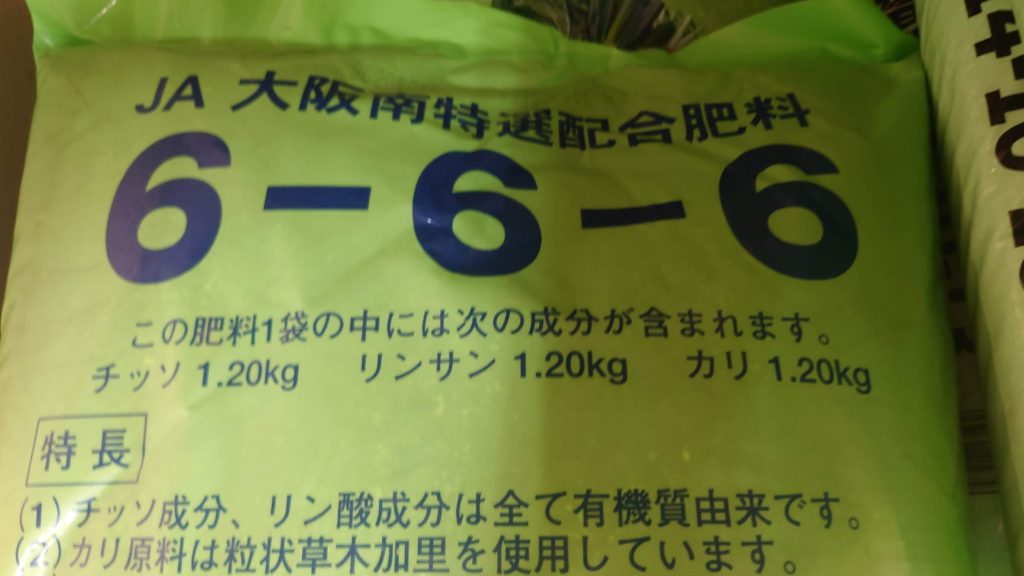 JA 大阪南特選配合肥料
6-6-6
この肥料1袋の中には次の成分が含まれます。
チッソ 1.20kg リンサン 1.20kg カリ 1.20kg
特長
(1)チッソ成分、リン酸成分は全て有機質由来です。
(2)カリ原料は粒状草木加里を使用しています。